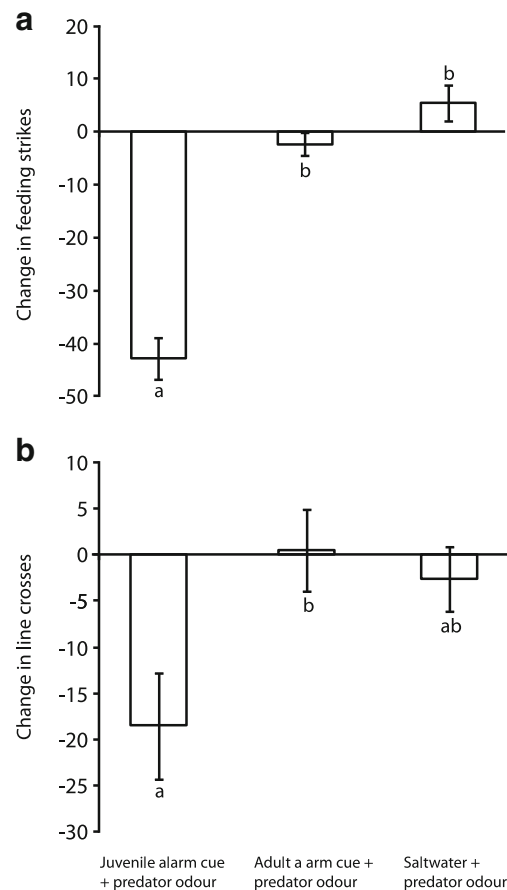 a
20
10
0
-10
-20
-30
-40
-50
Change in feeding strikes
a
b
b
b
10
5
0
-5
-10
-15
-20
-25
-30
Change in line crosses
a
b
ab
Juvenile alarm cue
+ predator odour
Adult a arm cue +
predator odour
Saltwater +
predator odour